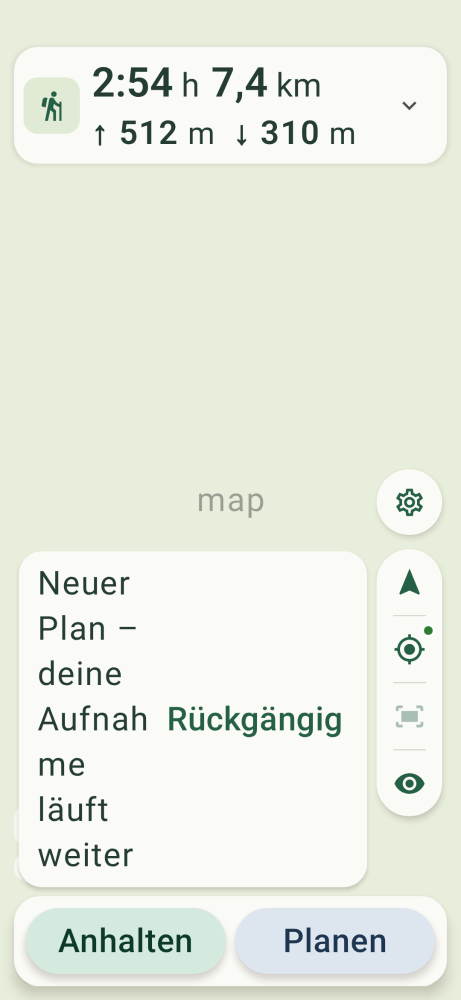 2:54 h 7,4 km
↑ 512 m ↓ 310 m
map
Neuer
Plan –
deine
Aufnah
me
läuft
weiter
Rückgängig
Anhalten
Planen